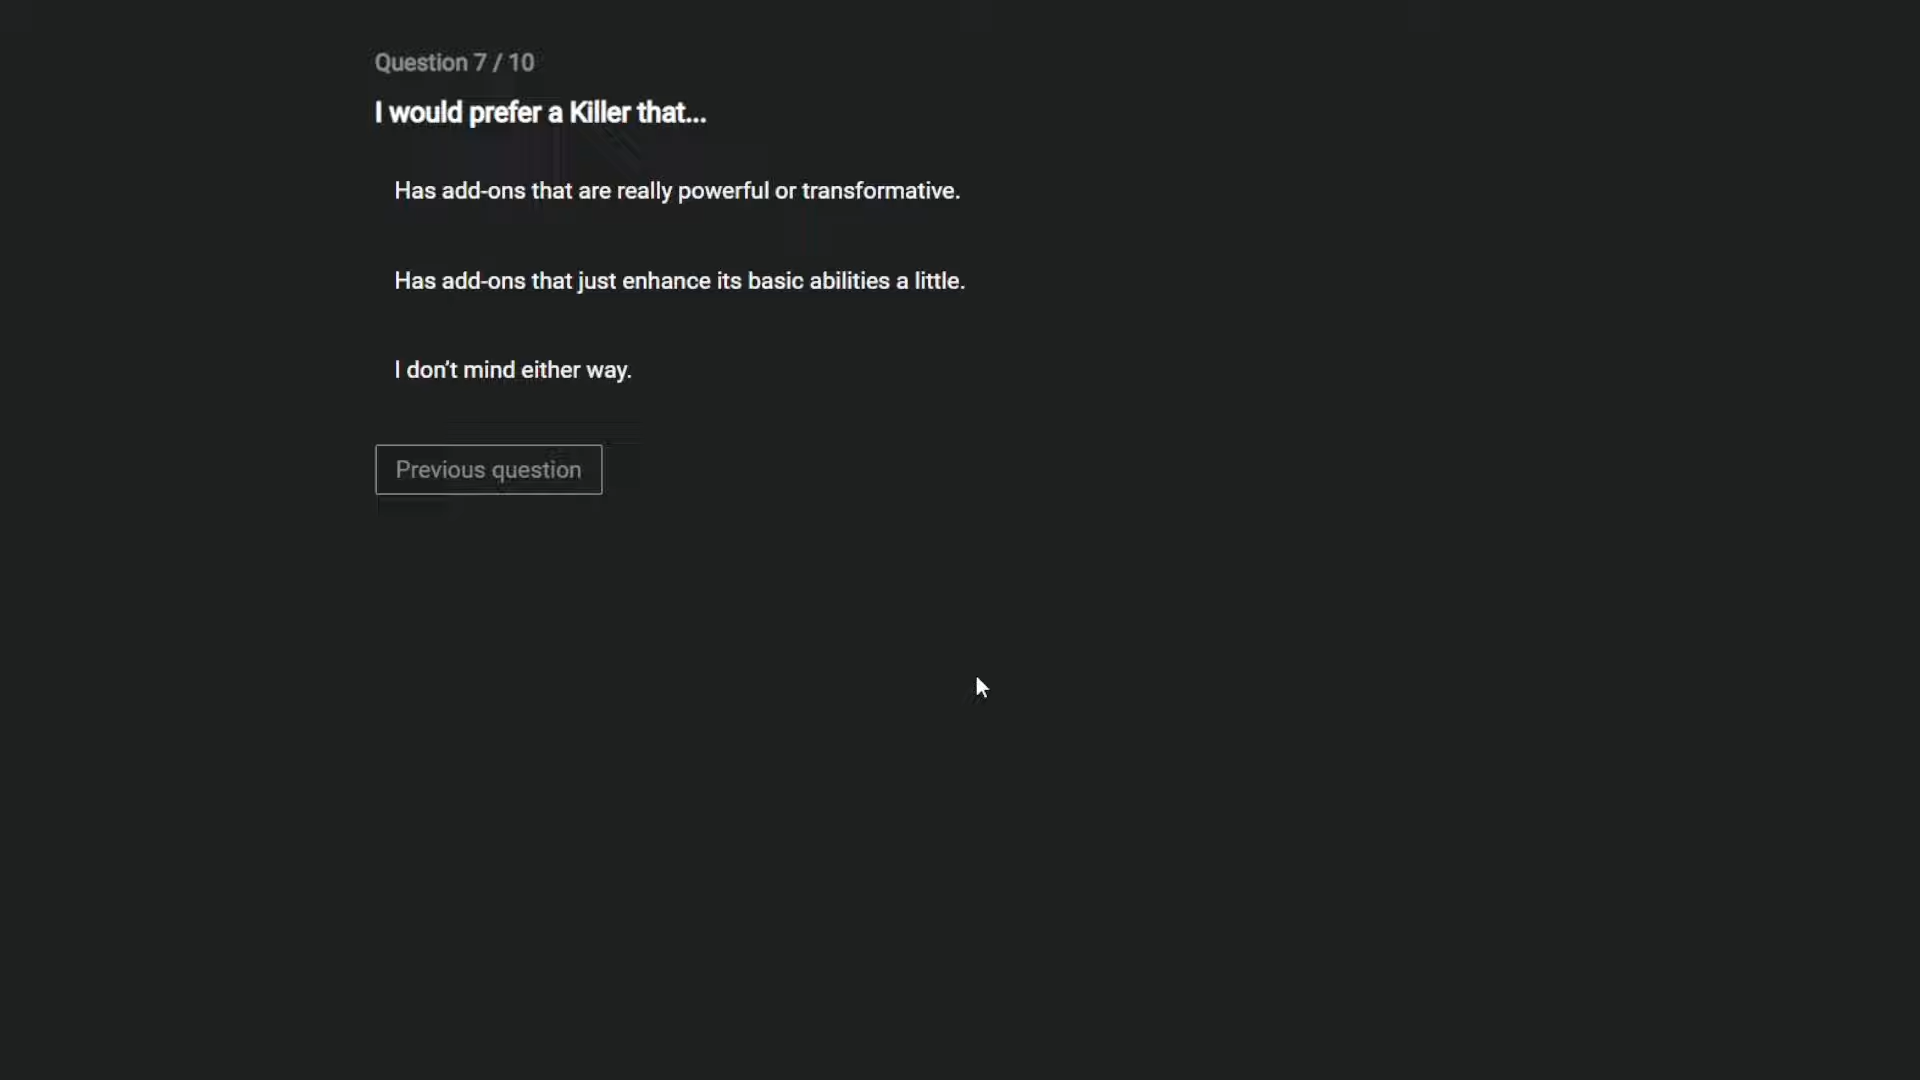 Question 7 / 10
I would prefer a Killer that...
Has add-ons that are really powerful or transformative.
Has add-ons that just enhance its basic abilities a little.
I don’t mind either way.
Previous question